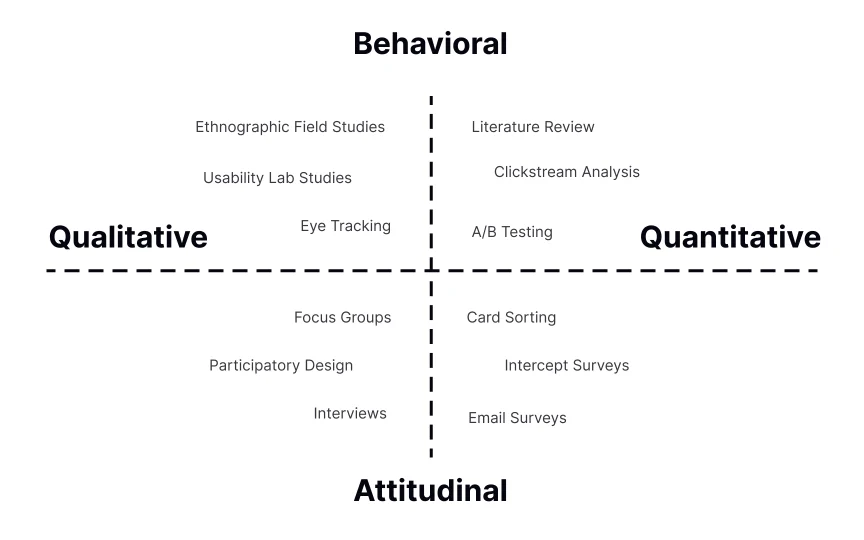 Behavioral
Ethnographic Field Studies
Literature Review
Usability Lab Studies
Clickstream Analysis
Eye Tracking
A/B Testing
Qualitative
Quantitative
Focus Groups
Card Sorting
Participatory Design
Intercept Surveys
Interviews
Email Surveys
Attitudinal